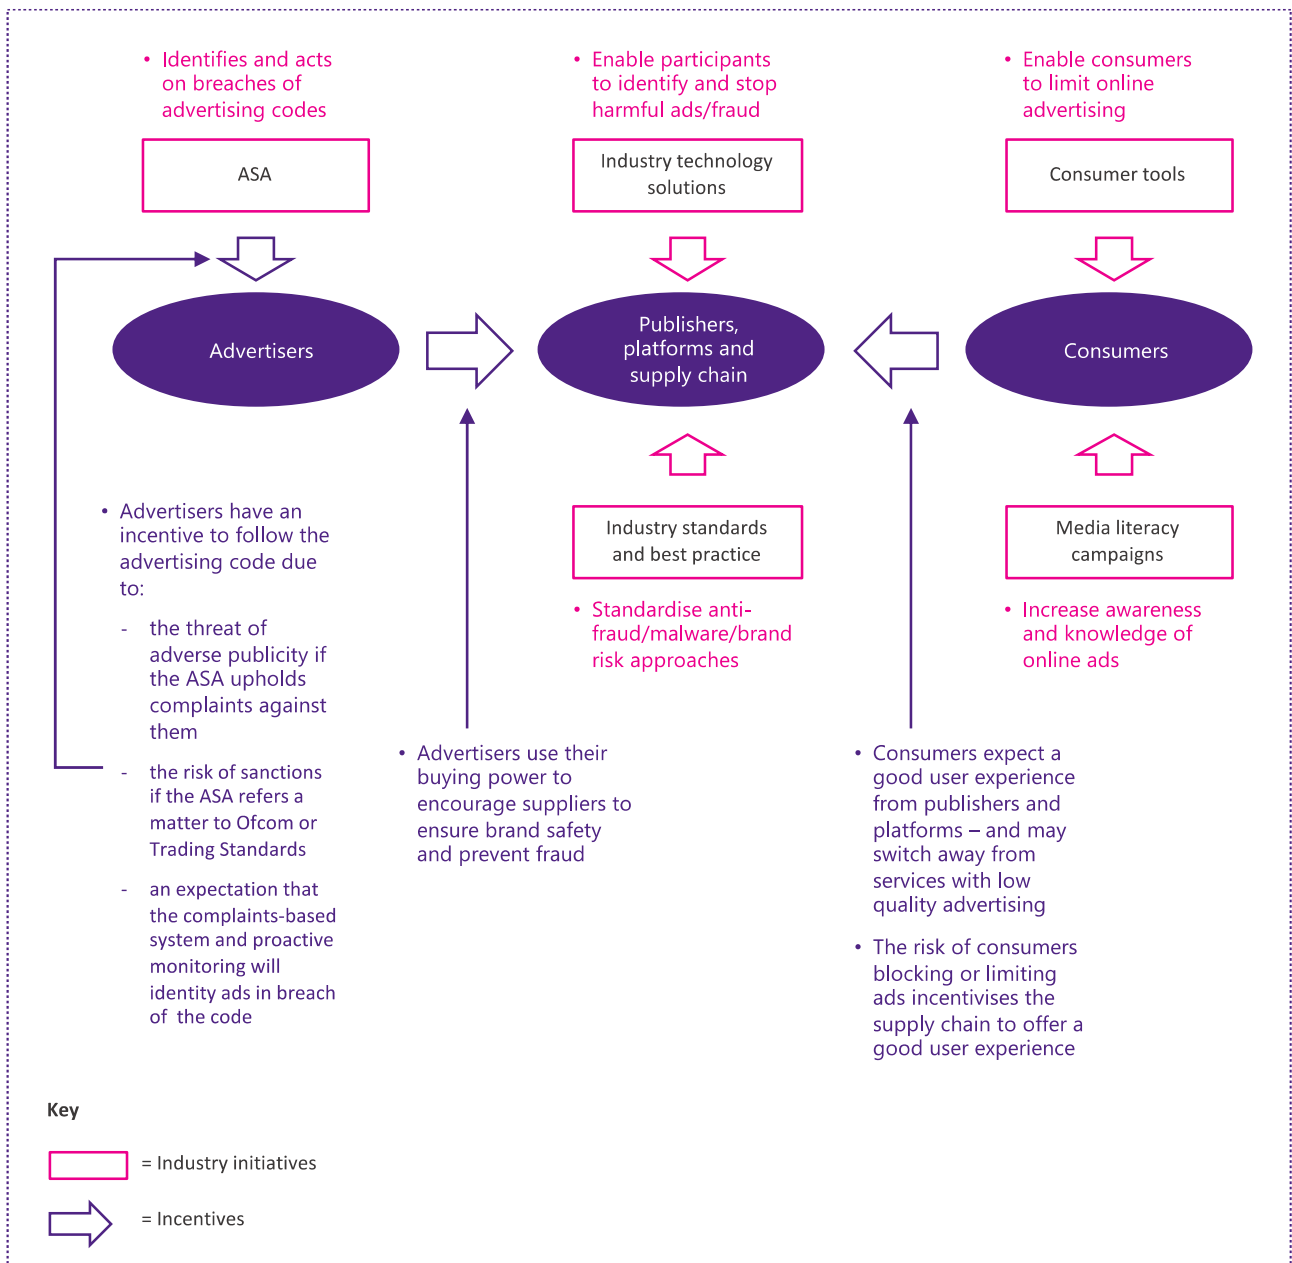 • Identifies and acts
on breaches of
advertising codes
ASA
Advertisers
• Advertisers have an
incentive to follow the
advertising code due
to:
- the threat of
adverse publicity if
the ASA upholds
complaints against
them
- the risk of sanctions
if the ASA refers a
matter to Ofcom or
Trading Standards
- an expectation that
the complaints-based
system and proactive
monitoring will
identity ads in breach
of the code
• Enable participants
to identify and stop
harmful ads/fraud
Industry technology
solutions
Publishers,
platforms and
supply chain
Industry standards
and best practice
• Standardise anti-
fraud/malware/brand
risk approaches
• Advertisers use their
buying power to
encourage suppliers to
ensure brand safety
and prevent fraud
• Enable consumers
to limit online
advertising
Consumer tools
Consumers
Media literacy
campaigns
• Increase awareness
and knowledge of
online ads
• Consumers expect a
good user experience
from publishers and
platforms – and may
switch away from
services with low
quality advertising
• The risk of consumers
blocking or limiting
ads incentivises the
supply chain to offer a
good user experience
Key
= Industry initiatives
= Incentives